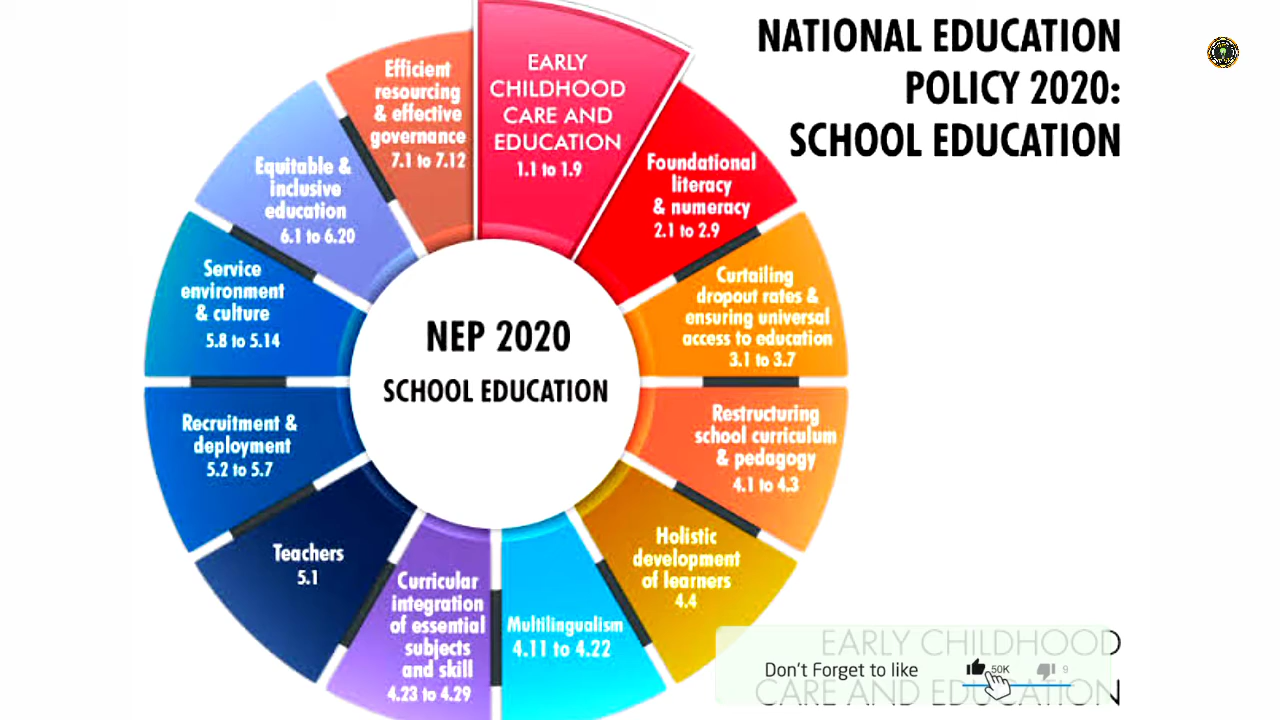 NATIONAL EDUCATION
POLICY 2020:
SCHOOL EDUCATION
EARLY
CHILDHOOD
CARE AND
EDUCATION
1.1 to 1.9
Foundational
literacy
& numeracy
2.1 to 2.9
Curtailing
dropout rates &
ensuring universal
access to education
3.1 to 3.7
Restructuring
school curriculum
& pedagogy
4.1 to 4.3
Holistic
development
of learners
4.4
Multilingualism
4.11 to 4.22
Curricular
integration
of essential
subjects
and skill
4.23 to 4.29
Teachers
5.1
Recruitment &
deployment
5.2 to 5.7
Service
environment
& culture
5.8 to 5.14
Equitable &
inclusive
education
6.1 to 6.20
Efficient
resourcing
& effective
governance
7.1 to 7.12
NEP 2020
SCHOOL EDUCATION
EARLY CHILDHOOD
CARE AND EDUCATION
Don't Forget to like
50K
9